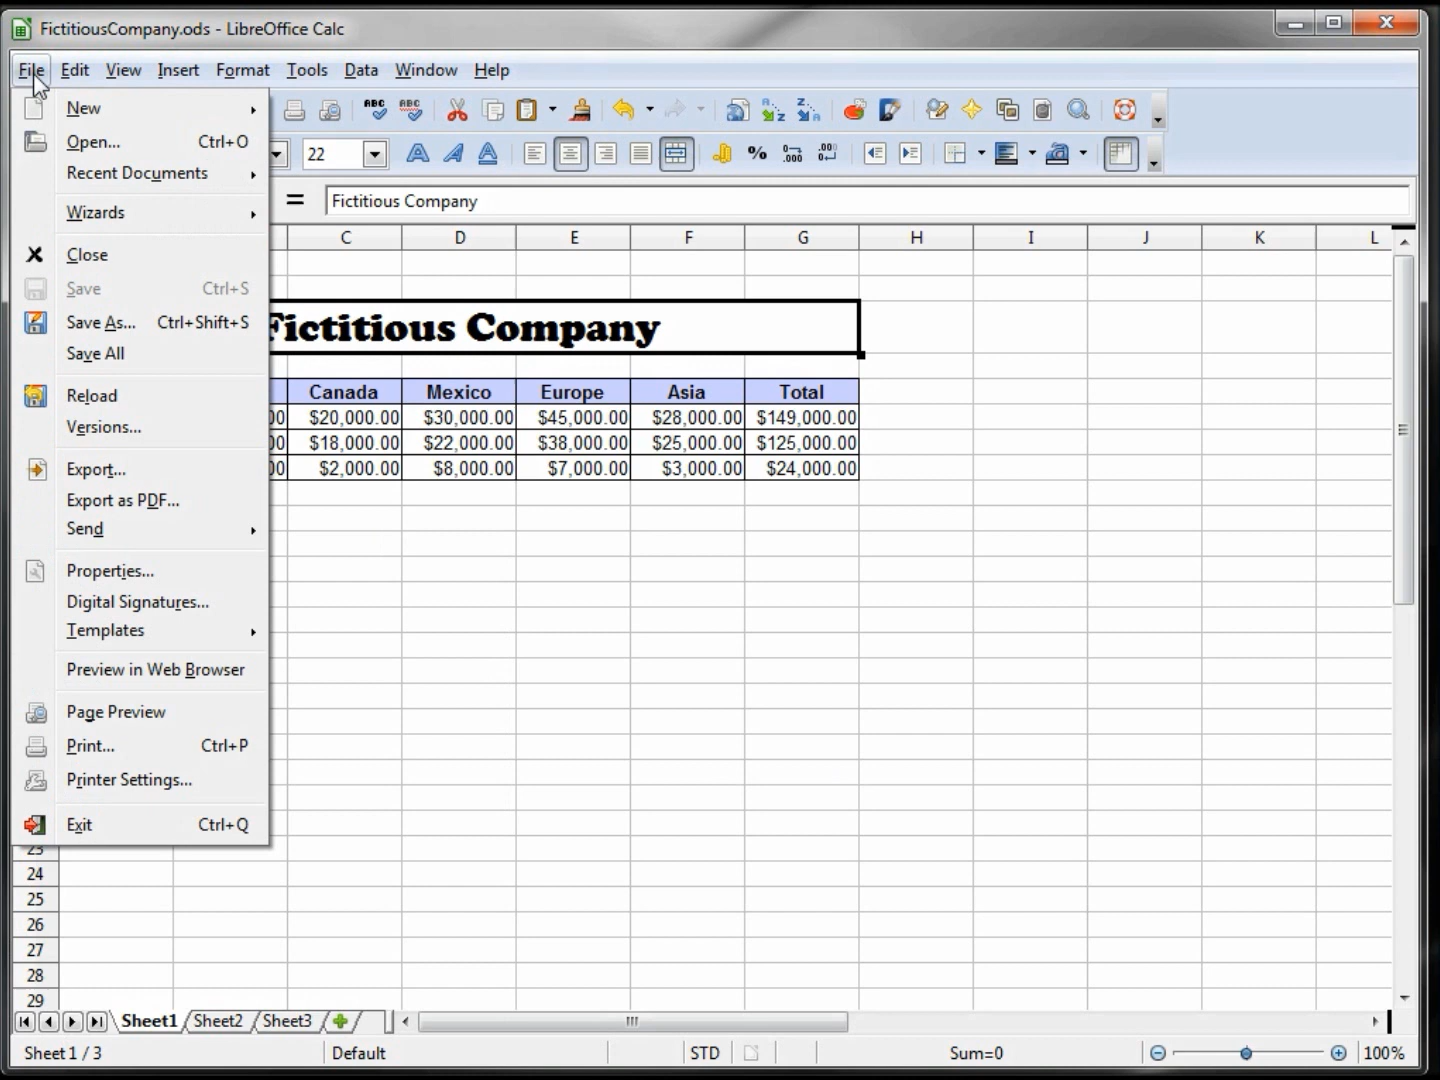 FictitiousCompany.ods - LibreOffice Calc
File Edit View Insert Format Tools Data Window Help
New
Open... Ctrl+O
Recent Documents
Wizards
Close
Save Ctrl+S
Save As... Ctrl+Shift+S
Save All
Reload
Versions...
Export...
Export as PDF...
Send
Properties...
Digital Signatures...
Templates
Preview in Web Browser
Page Preview
Print... Ctrl+P
Printer Settings...
Exit Ctrl+Q
ABC ABC
22 A A A %
= Fictitious Company
C D E F G H I J K L
Fictitious Company
Canada Mexico Europe Asia Total
00 $20,000.00 $30,000.00 $45,000.00 $28,000.00 $149,000.00
00 $18,000.00 $22,000.00 $38,000.00 $25,000.00 $125,000.00
00 $2,000.00 $8,000.00 $7,000.00 $3,000.00 $24,000.00
23
24
25
26
27
28
29
Sheet1 Sheet2 Sheet3
Sheet 1 / 3 Default STD Sum=0 100%